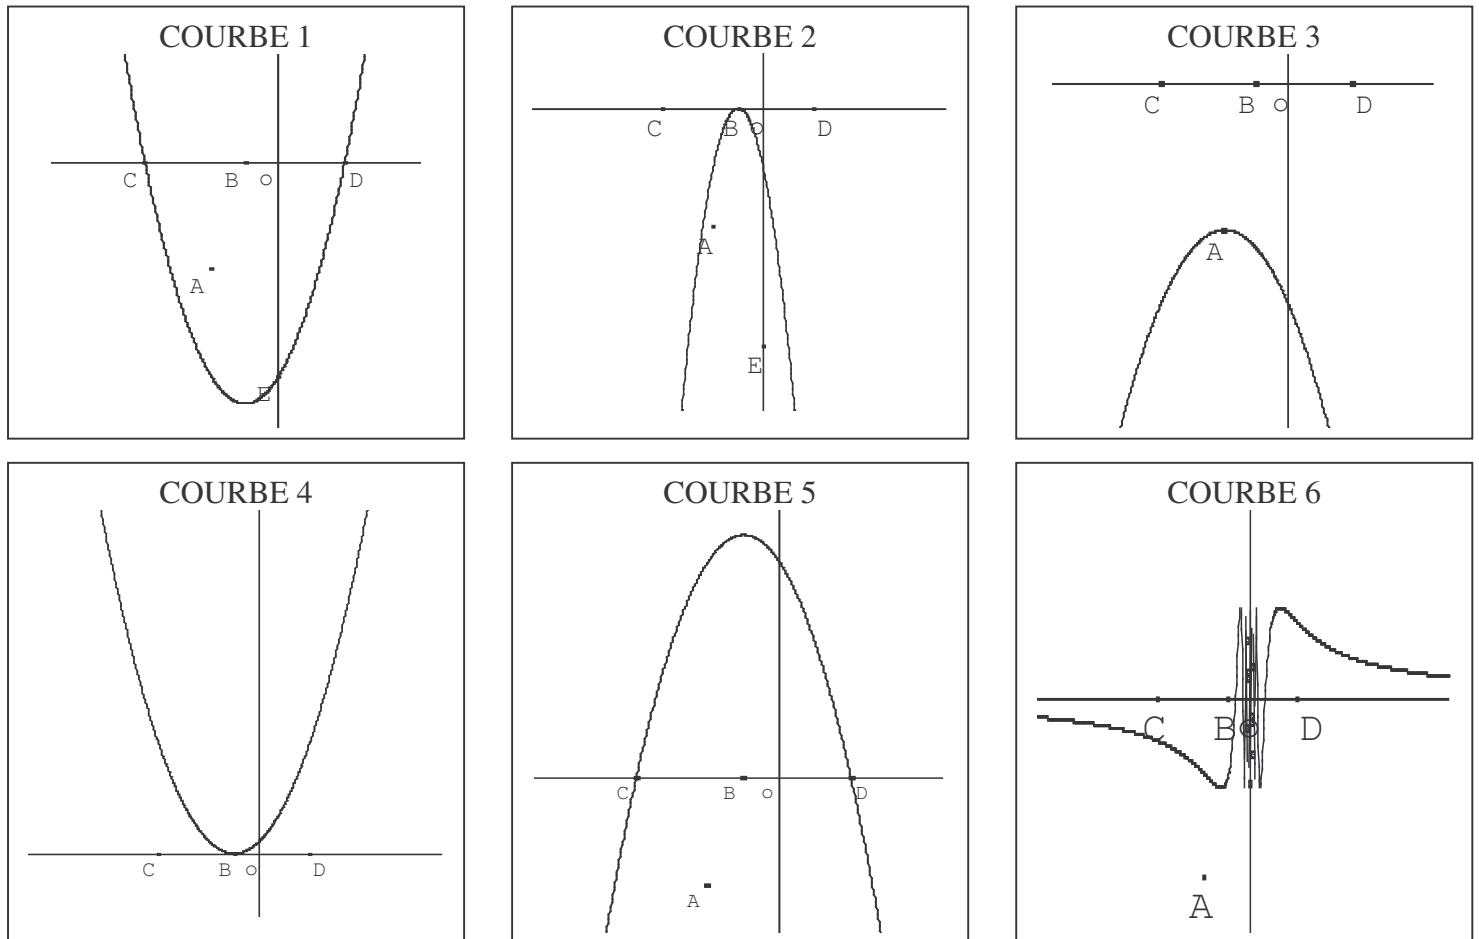 COURBE 1
C B O D
A
E
COURBE 2
C B O D
A
E
COURBE 3
C B O D
A
COURBE 4
C B O D
COURBE 5
C B O D
A
COURBE 6
C B O D
A